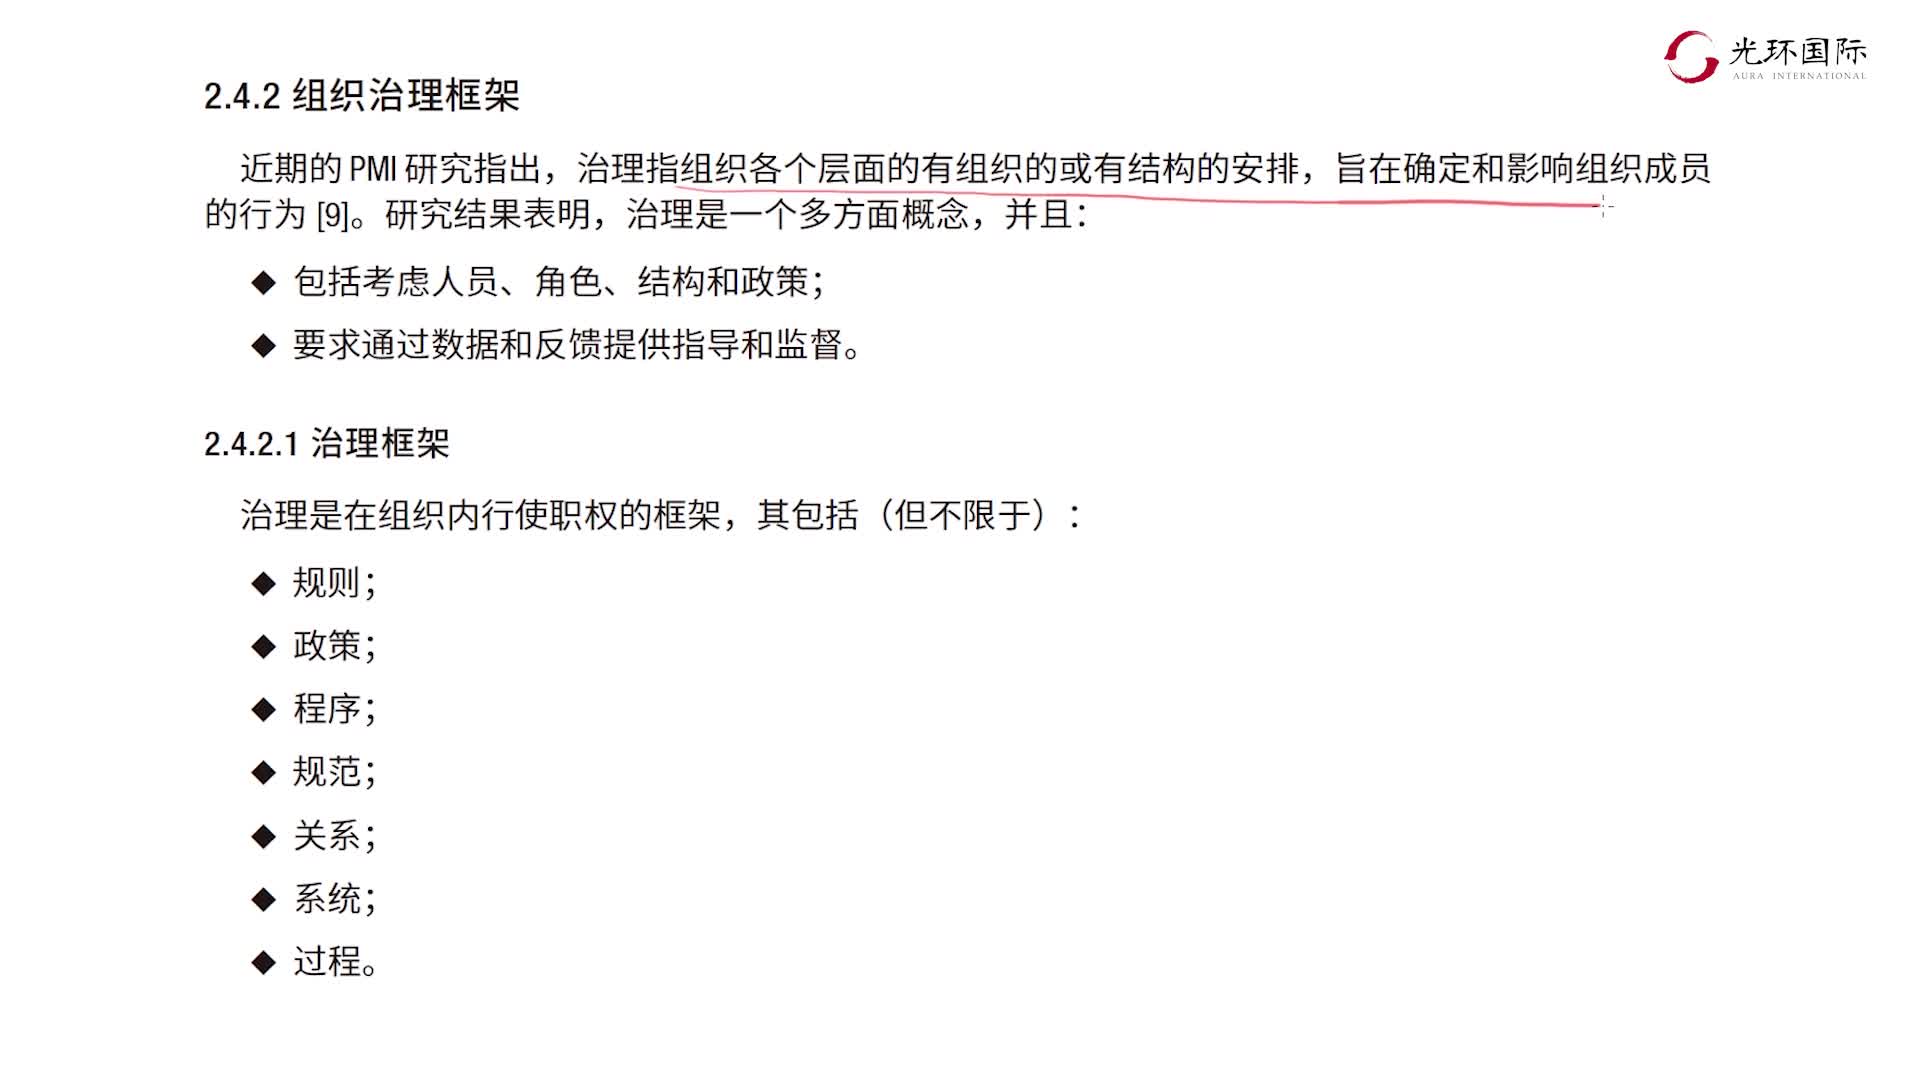 光环国际
AURA INTERNATIONAL
2.4.2 组织治理框架
近期的 PMI 研究指出，治理指组织各个层面的有组织的或有结构的安排，旨在确定和影响组织成员
的行为 [9]。研究结果表明，治理是一个多方面概念，并且：
◆ 包括考虑人员、角色、结构和政策；
◆ 要求通过数据和反馈提供指导和监督。
2.4.2.1 治理框架
治理是在组织内行使职权的框架，其包括（但不限于）：
◆ 规则；
◆ 政策；
◆ 程序；
◆ 规范；
◆ 关系；
◆ 系统；
◆ 过程。